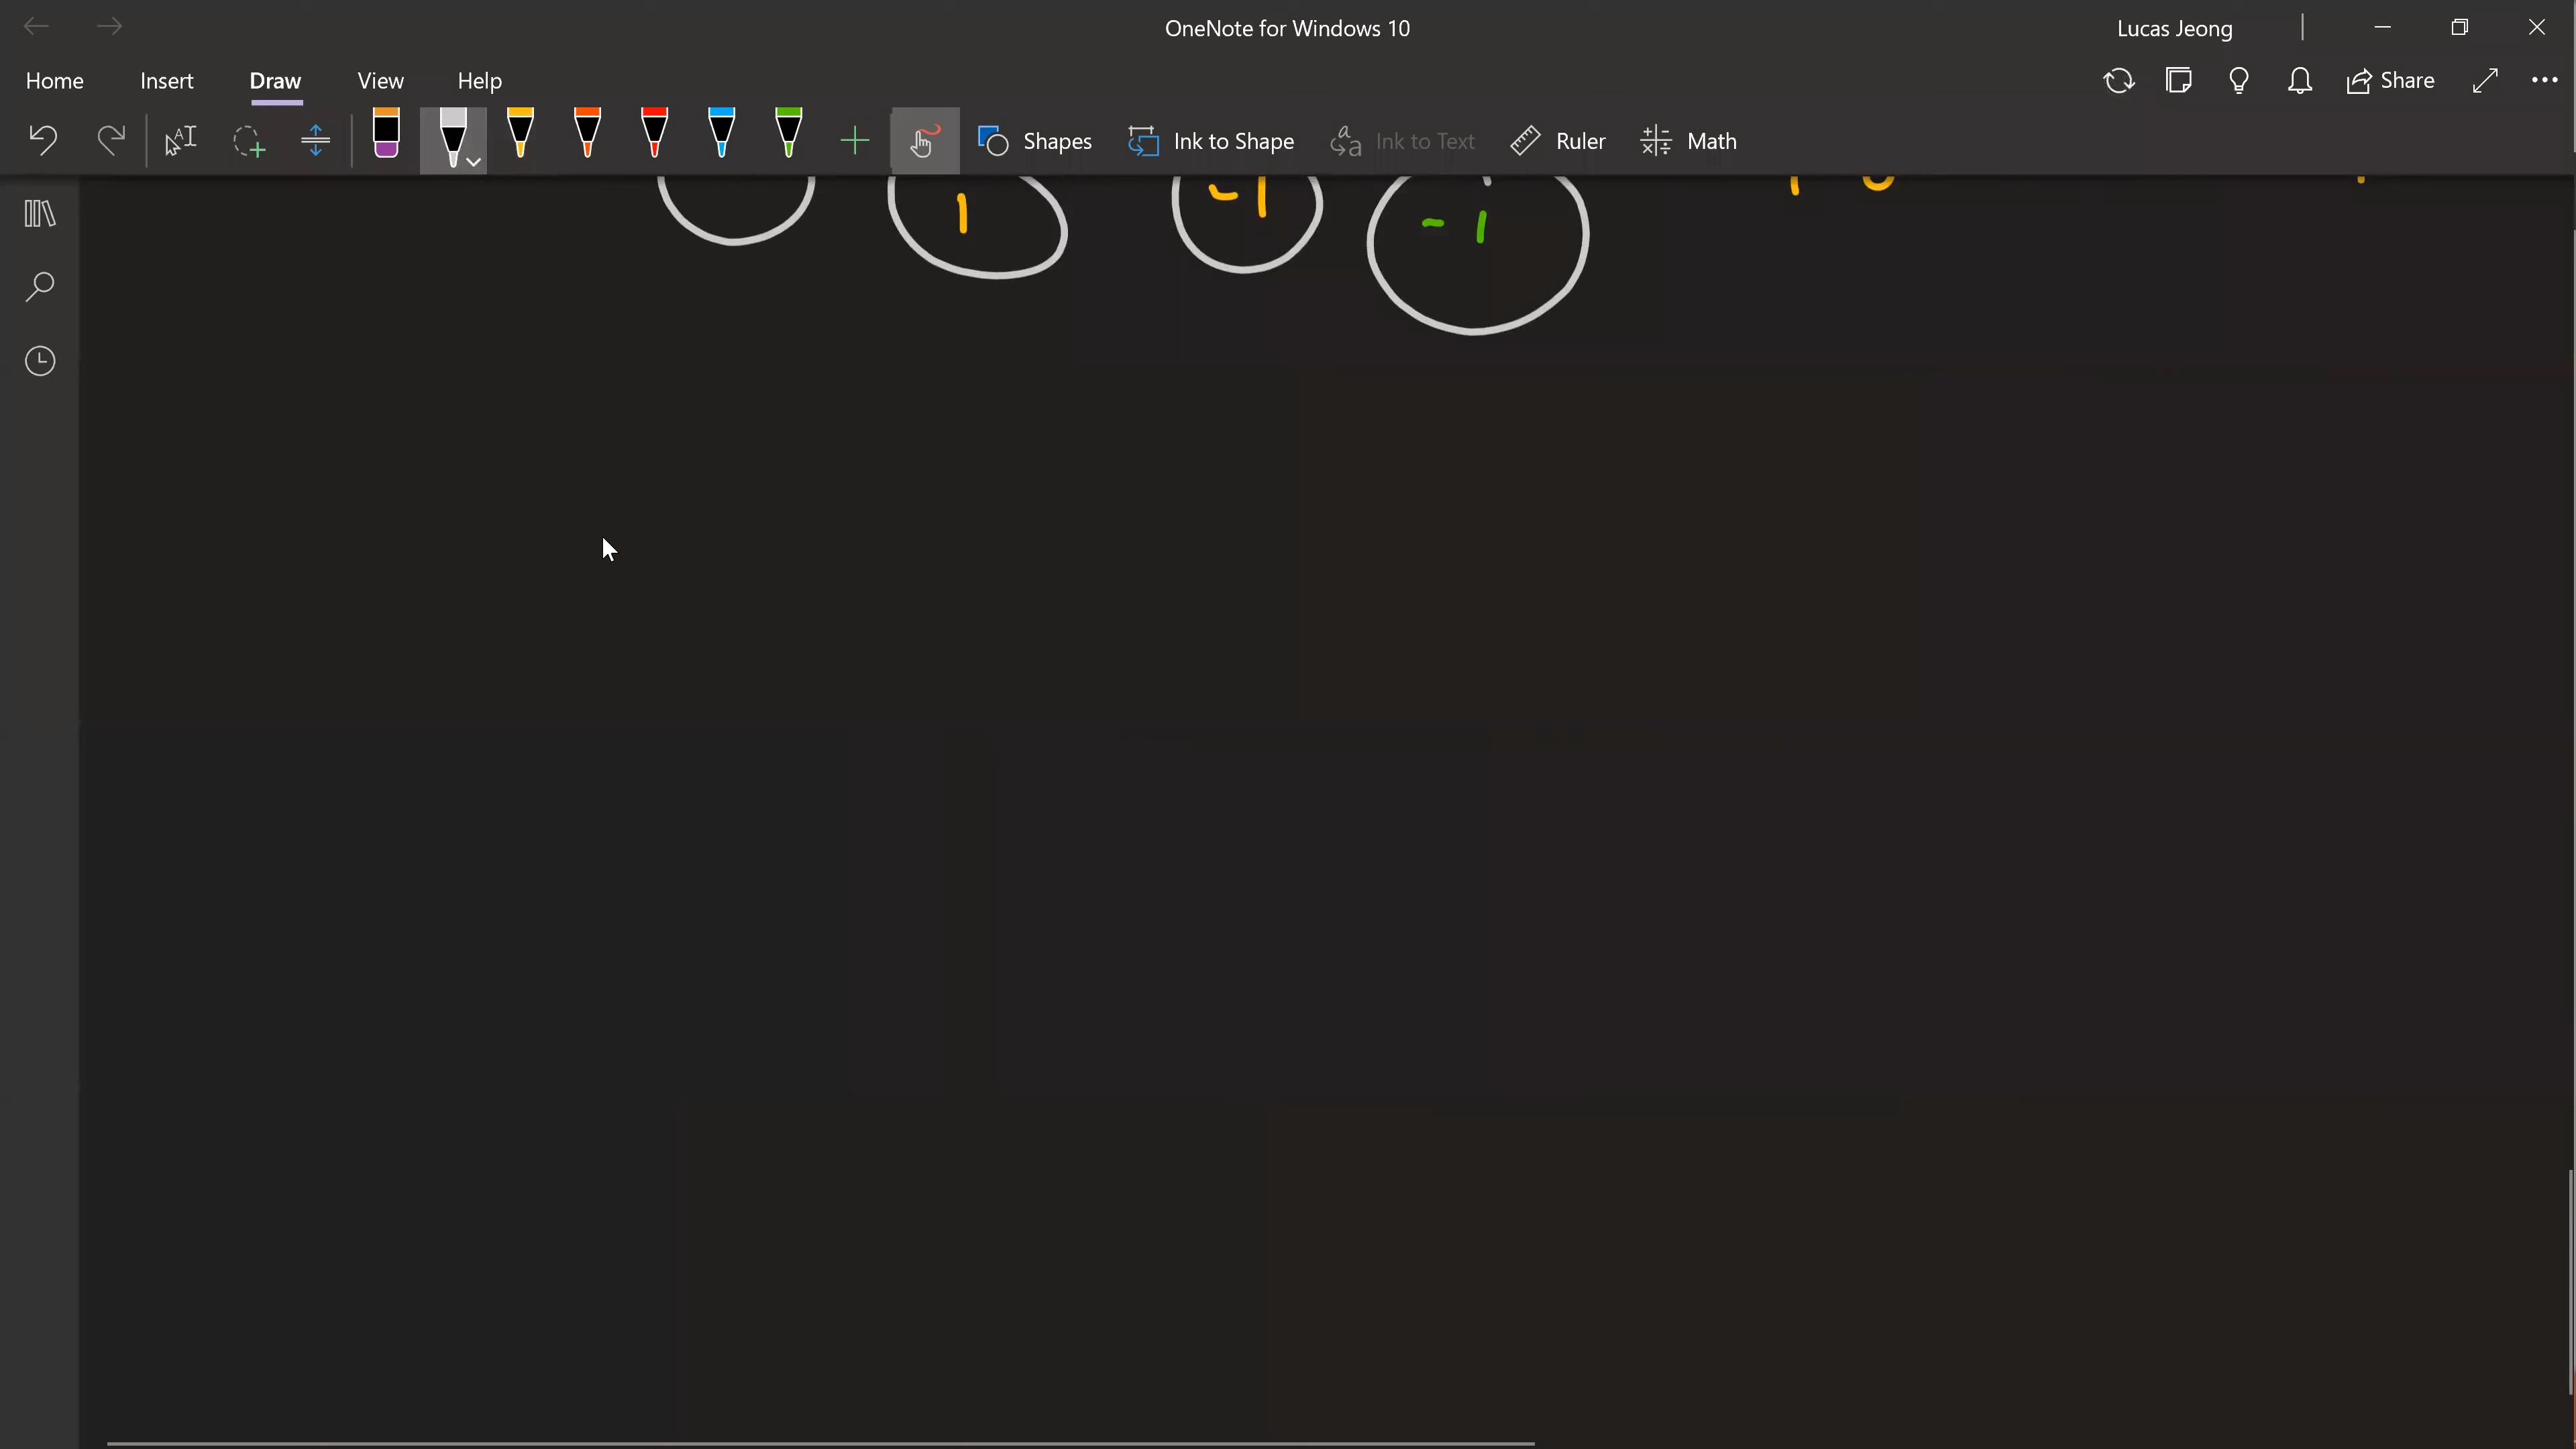 OneNote for Windows 10
Lucas Jeong
Home Insert Draw View Help
Share
Shapes Ink to Shape Ink to Text Ruler Math
1
-1
-1